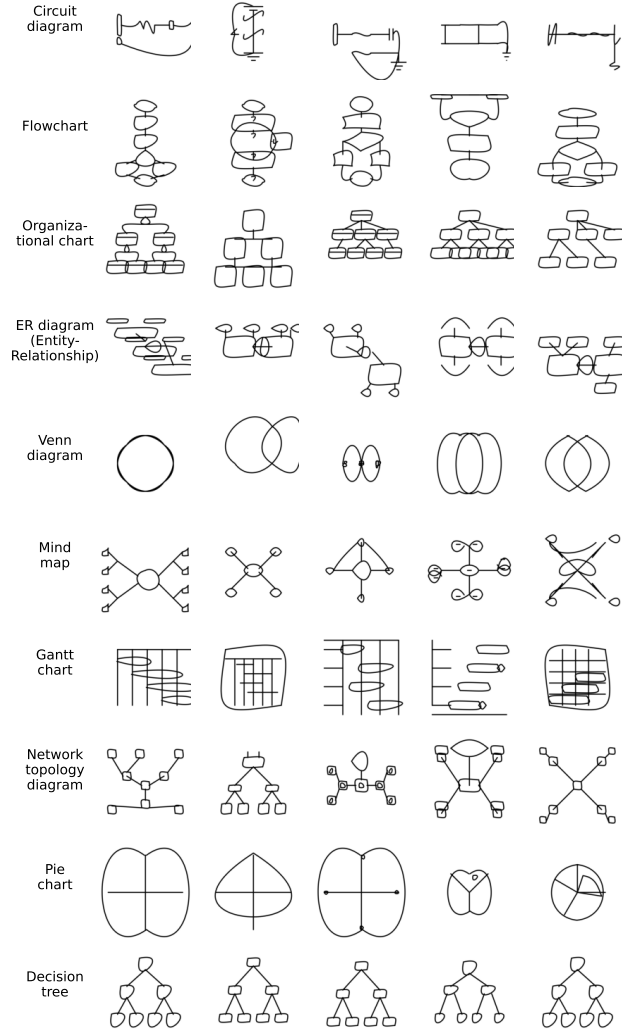 Circuit
diagram
Flowchart
Organiza-
tional chart
ER diagram
(Entity-
Relationship)
Venn
diagram
Mind
map
Gantt
chart
Network
topology
diagram
Pie
chart
Decision
tree